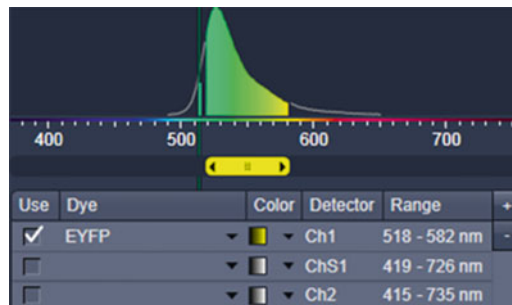 400 500 600 700
Use Dye Color Detector Range +
EYFP Ch1 518 - 582 nm -
ChS1 419 - 726 nm
Ch2 415 - 735 nm